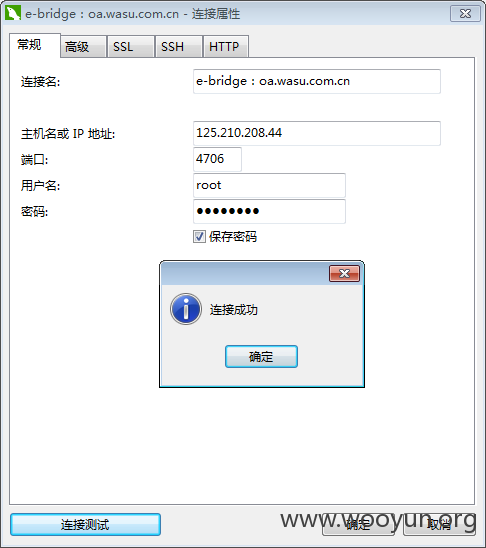 e-bridge：oa.wasu.com.cn - 连接属性
常规 高级 SSL SSH HTTP
连接名: e-bridge：oa.wasu.com.cn
主机名或 IP 地址: 125.210.208.44
端口: 4706
用户名: root
密码: ●●●●●●●●
保存密码
连接成功
确定
连接测试 确定 取消
www.wooyun.org